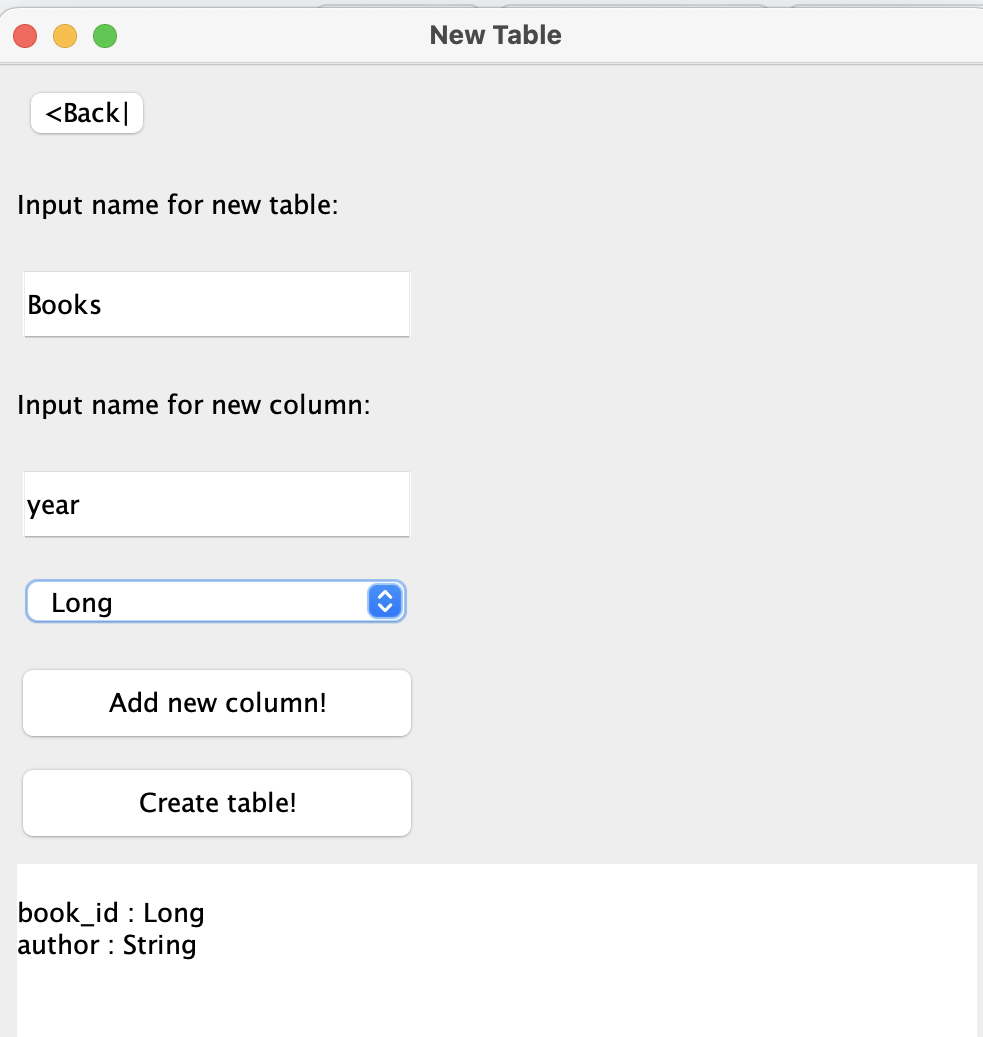 New Table
<Back|
Input name for new table:
Books
Input name for new column:
year
Long
Add new column!
Create table!
book_id : Long
author : String